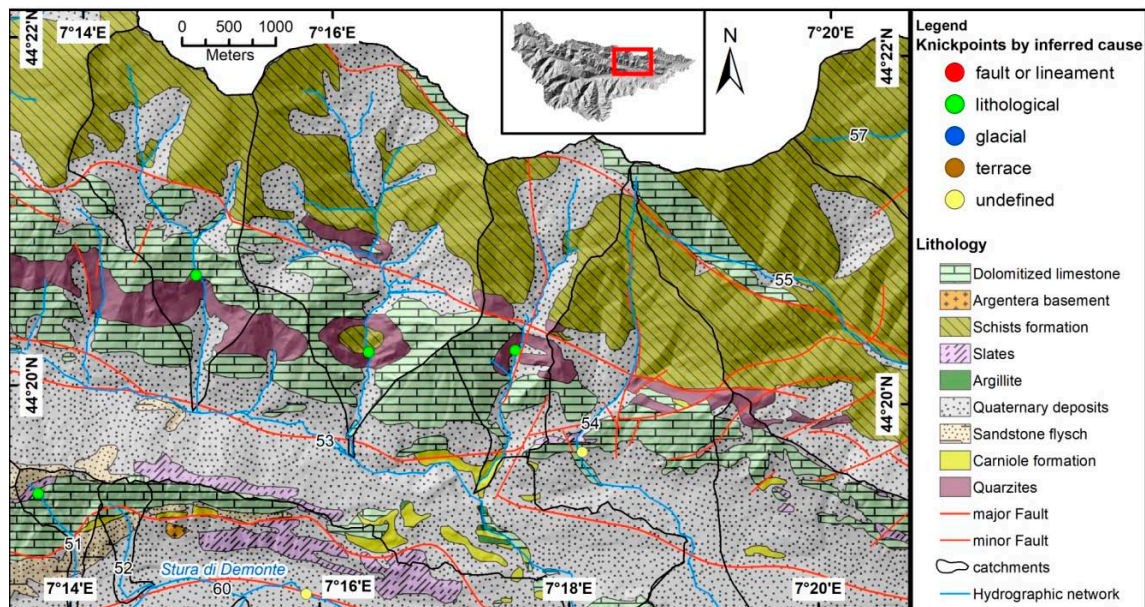 7°14'E
0 500 1000
Meters
7°16'E
7°20'E
44°22'N
44°22'N
N
57
55
44°20'N
44°20'N
53
54
51
52
60
Stura di Demonte
7°14'E
7°16'E
7°18'E
7°20'E
Legend
Knickpoints by inferred cause
fault or lineament
lithological
glacial
terrace
undefined
Lithology
Dolomitized limestone
Argentera basement
Schists formation
Slates
Argillite
Quaternary deposits
Sandstone flysch
Carniole formation
Quarzites
major Fault
minor Fault
catchments
Hydrographic network